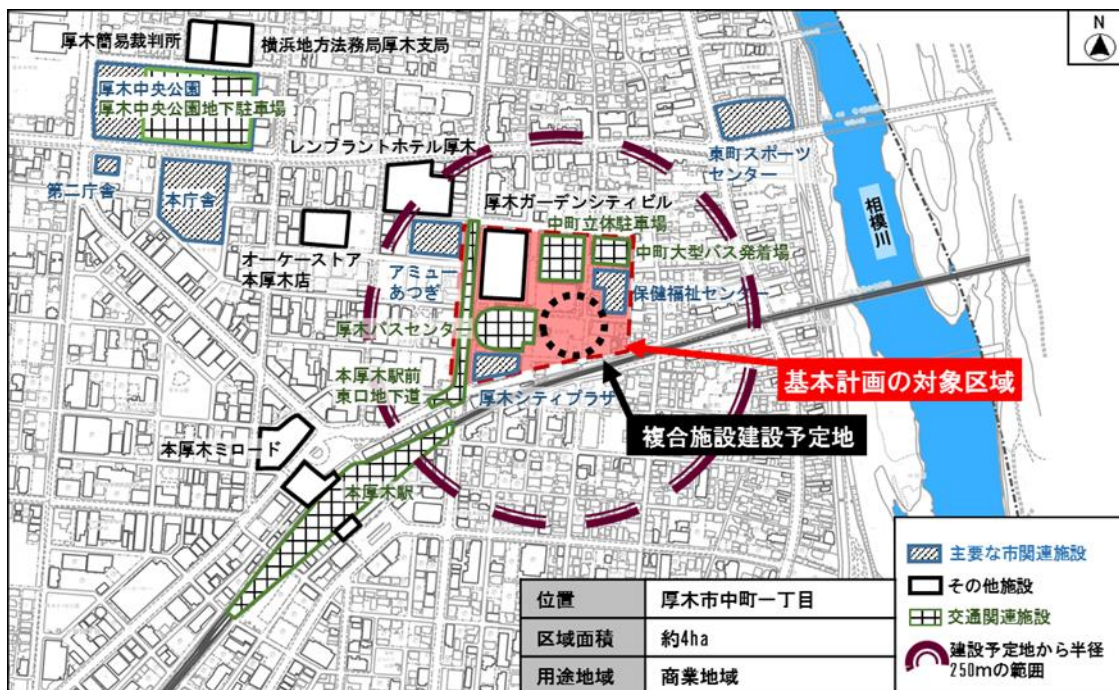 厚木簡易裁判所
横浜地方法務局厚木支局
N
厚木中央公園
厚木中央公園地下駐車場
レンブラントホテル厚木
東町スポーツ
センター
第二庁舎
本庁舎
厚木ガーデンシティビル
中町立体駐車場
中町大型バス発着場
相模川
オーケーストア
本厚木店
アミュー
あつぎ
保健福祉センター
厚木バスセンター
本厚木駅前
東口地下道
厚木シティプラザ
基本計画の対象区域
複合施設建設予定地
本厚木ミロード
本厚木駅
主要な市関連施設
その他施設
交通関連施設
建設予定地から半径
250mの範囲
位置 厚木市中町一丁目
区域面積 約4ha
用途地域 商業地域